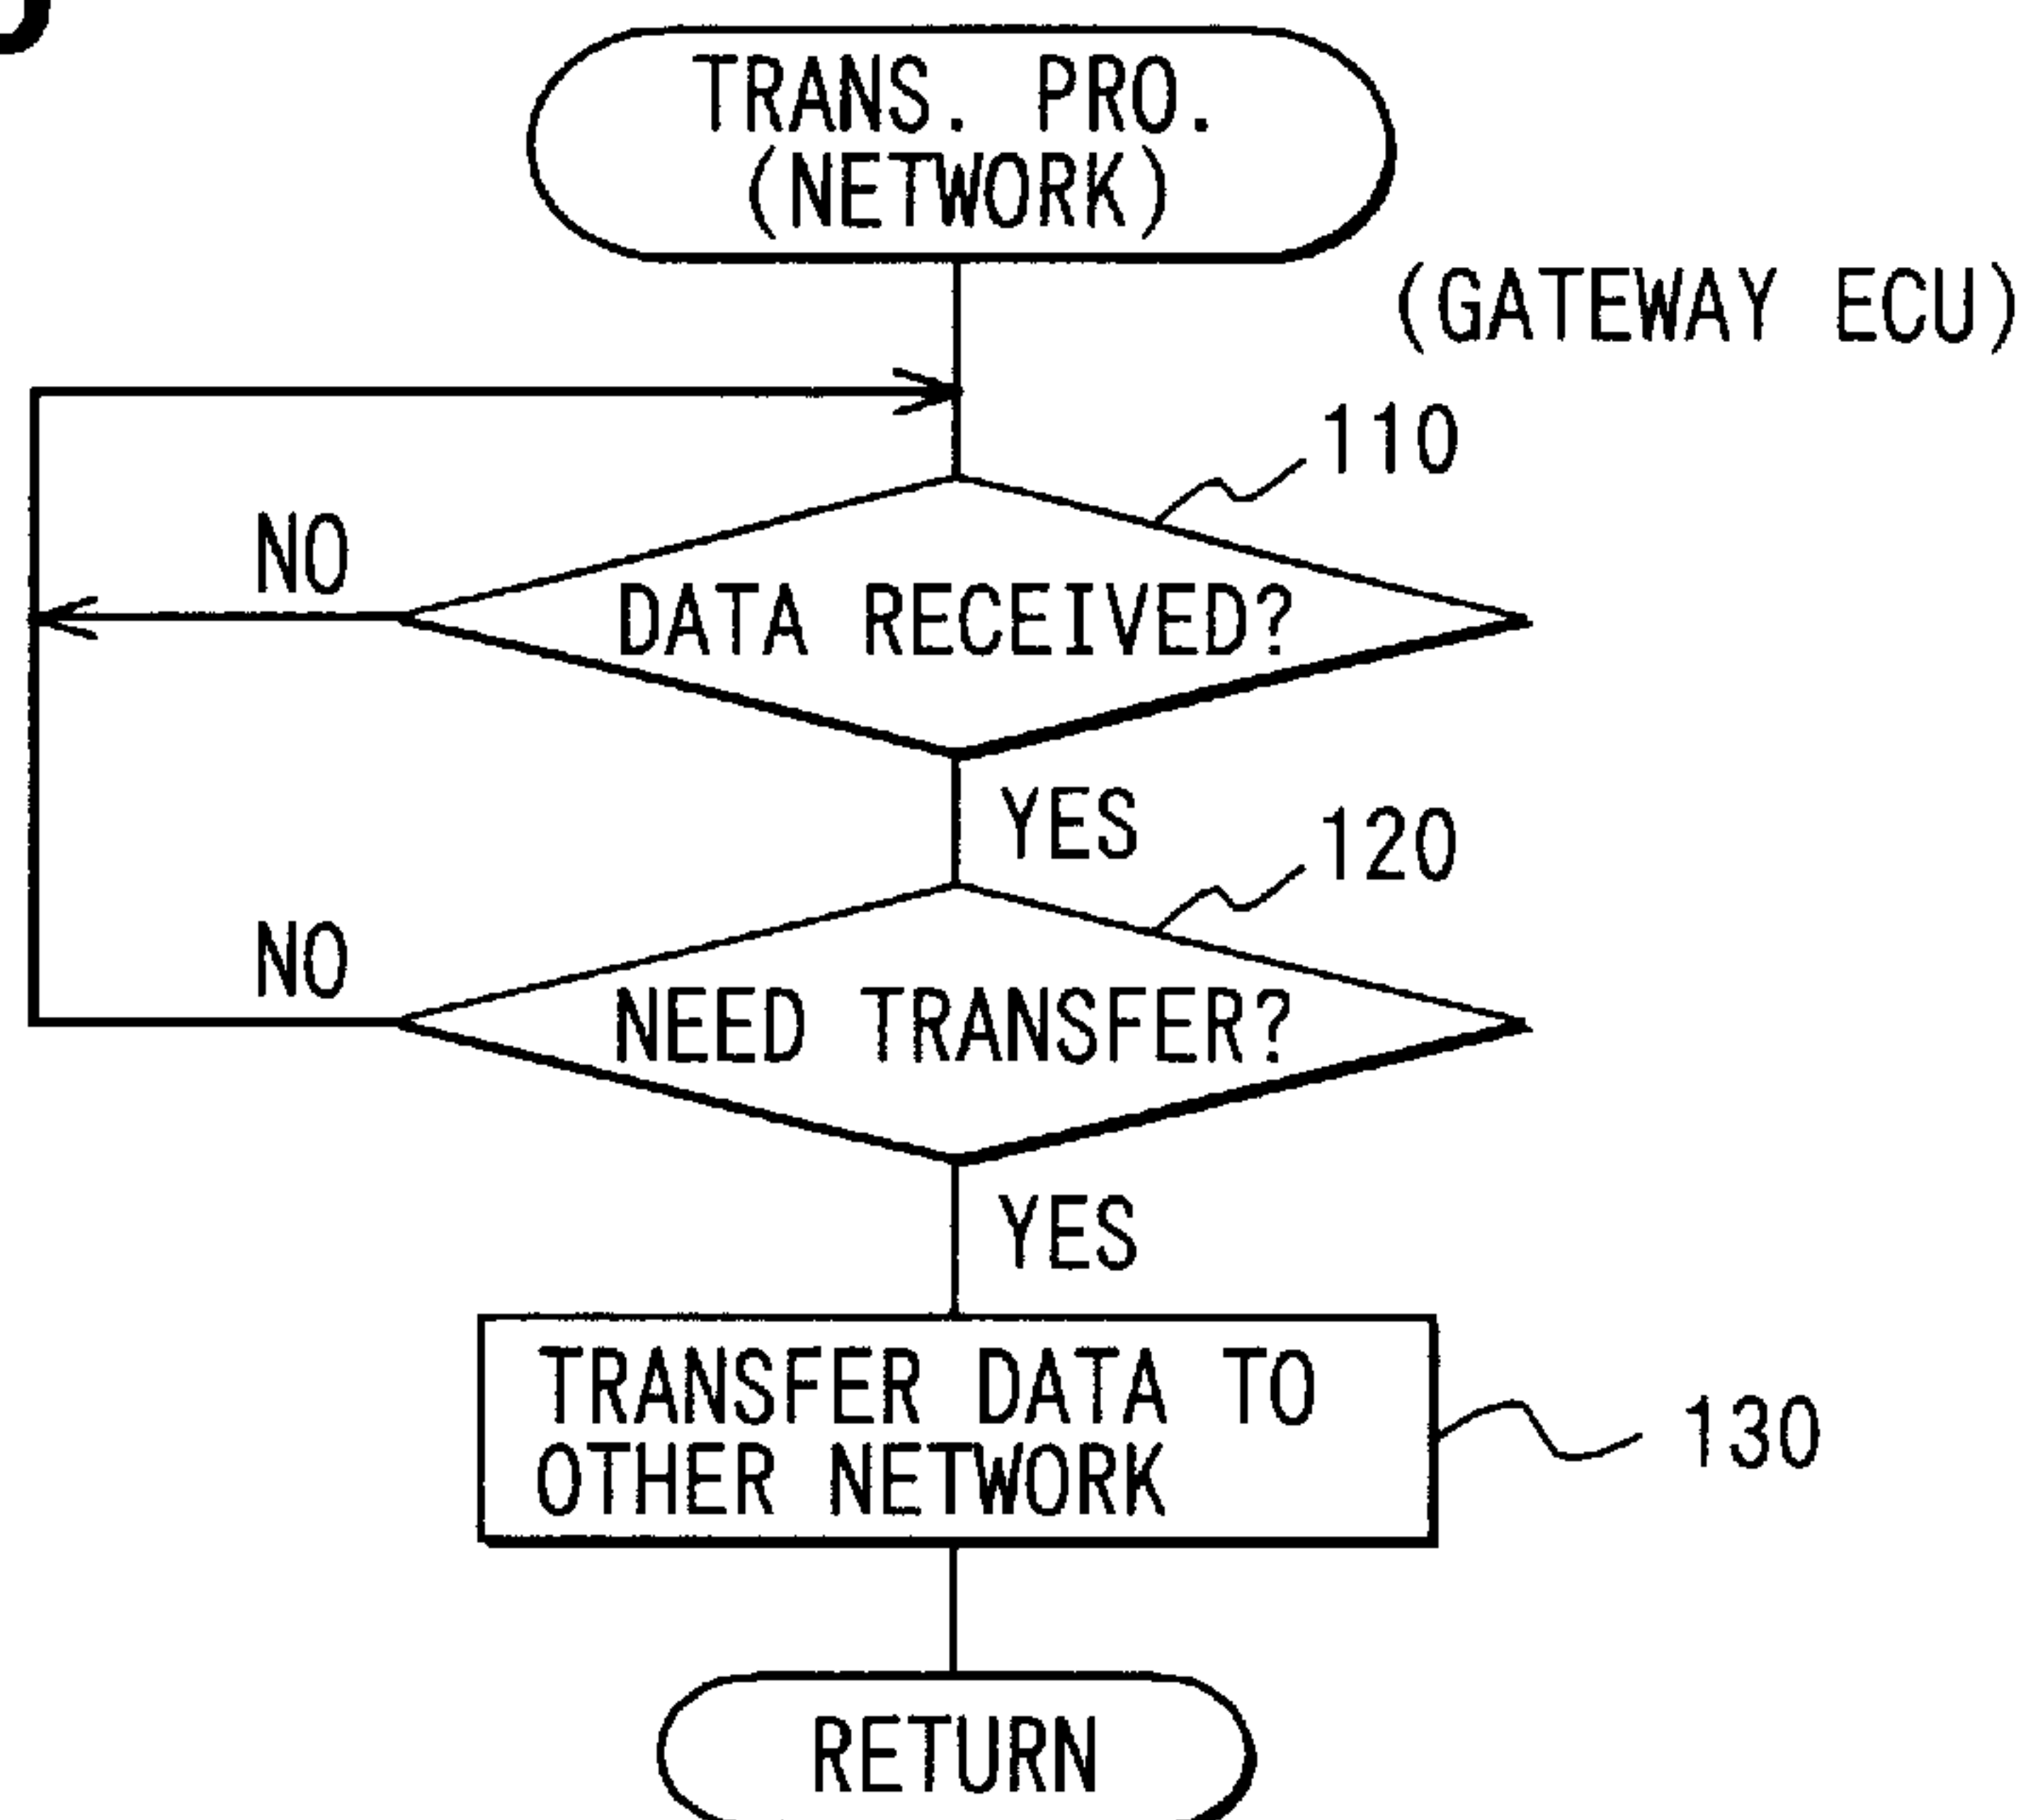 TRANS. PRO.
(NETWORK)
(GATEWAY ECU)
110
NO
DATA RECEIVED?
YES
120
NO
NEED TRANSFER?
YES
TRANSFER DATA TO
OTHER NETWORK
130
RETURN